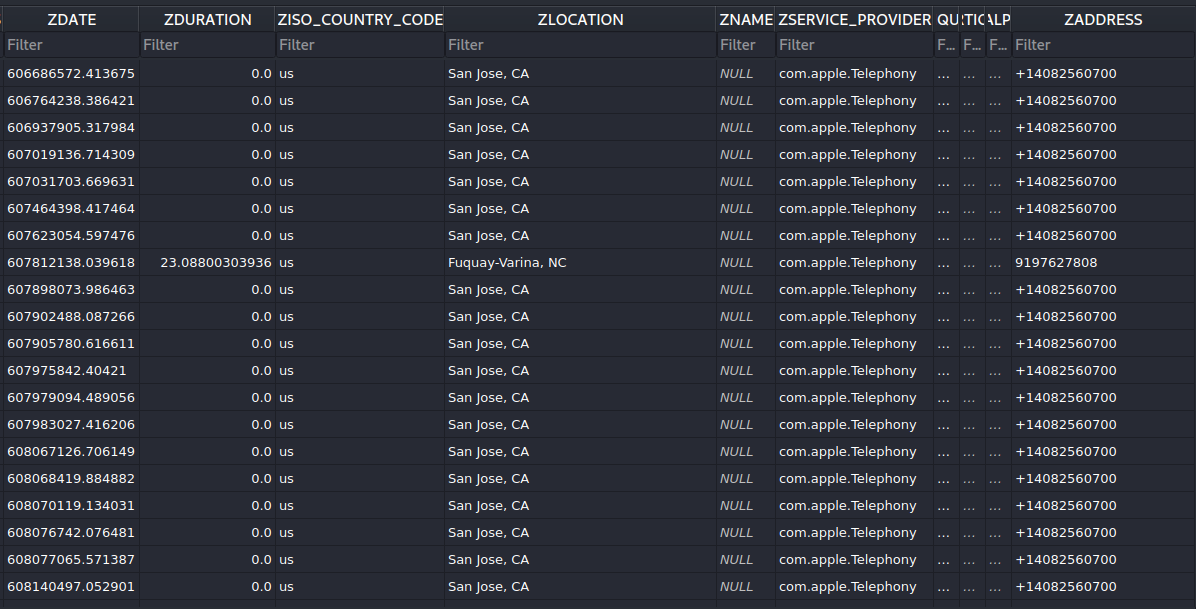 ZDATE ZDURATION ZISO_COUNTRY_CODE ZLOCATION ZNAME ZSERVICE_PROVIDER QU TIC ALP ZADDRESS
Filter Filter Filter Filter Filter Filter F... F... F... Filter
606686572.413675 0.0 us San Jose, CA NULL com.apple.Telephony ... ... ... +14082560700
606764238.386421 0.0 us San Jose, CA NULL com.apple.Telephony ... ... ... +14082560700
606937905.317984 0.0 us San Jose, CA NULL com.apple.Telephony ... ... ... +14082560700
607019136.714309 0.0 us San Jose, CA NULL com.apple.Telephony ... ... ... +14082560700
607031703.669631 0.0 us San Jose, CA NULL com.apple.Telephony ... ... ... +14082560700
607464398.417464 0.0 us San Jose, CA NULL com.apple.Telephony ... ... ... +14082560700
607623054.597476 0.0 us San Jose, CA NULL com.apple.Telephony ... ... ... +14082560700
607812138.039618 23.08800303936 us Fuquay-Varina, NC NULL com.apple.Telephony ... ... ... 9197627808
607898073.986463 0.0 us San Jose, CA NULL com.apple.Telephony ... ... ... +14082560700
607902488.087266 0.0 us San Jose, CA NULL com.apple.Telephony ... ... ... +14082560700
607905780.616611 0.0 us San Jose, CA NULL com.apple.Telephony ... ... ... +14082560700
607975842.40421 0.0 us San Jose, CA NULL com.apple.Telephony ... ... ... +14082560700
607979094.489056 0.0 us San Jose, CA NULL com.apple.Telephony ... ... ... +14082560700
607983027.416206 0.0 us San Jose, CA NULL com.apple.Telephony ... ... ... +14082560700
608067126.706149 0.0 us San Jose, CA NULL com.apple.Telephony ... ... ... +14082560700
608068419.884882 0.0 us San Jose, CA NULL com.apple.Telephony ... ... ... +14082560700
608070119.134031 0.0 us San Jose, CA NULL com.apple.Telephony ... ... ... +14082560700
608076742.076481 0.0 us San Jose, CA NULL com.apple.Telephony ... ... ... +14082560700
608077065.571387 0.0 us San Jose, CA NULL com.apple.Telephony ... ... ... +14082560700
608140497.052901 0.0 us San Jose, CA NULL com.apple.Telephony ... ... ... +14082560700